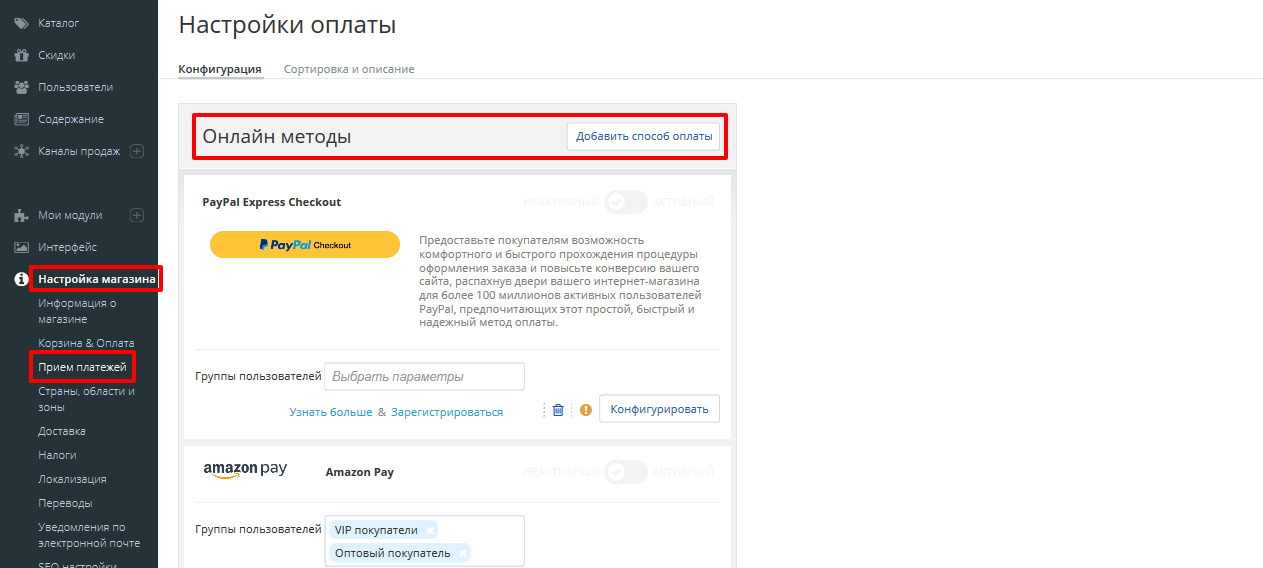 Каталог
Скидки
Пользователи
Содержание
Каналы продаж
Мои модули
Интерфейс
Настройка магазина
Информация о
магазине
Корзина & Оплата
Прием платежей
Страны, области и
зоны
Доставка
Налоги
Локализация
Переводы
Уведомления по
электронной почте
SEO настройки
Настройки оплаты
Конфигурация Сортировка и описание
Онлайн методы Добавить способ оплаты
PayPal Express Checkout НЕАКТИВНЫЙ АКТИВНЫЙ
PayPal Checkout
Предоставьте покупателям возможность
комфортного и быстрого прохождения процедуры
оформления заказа и повысьте конверсию вашего
сайта, распахнув двери вашего интернет-магазина
для более 100 миллионов активных пользователей
PayPal, предпочитающих этот простой, быстрый и
надежный метод оплаты.
Группы пользователей Выбрать параметры
Узнать больше & Зарегистрироваться Конфигурировать
amazon pay Amazon Pay НЕАКТИВНЫЙ АКТИВНЫЙ
Группы пользователей VIP покупатели
Оптовый покупатель